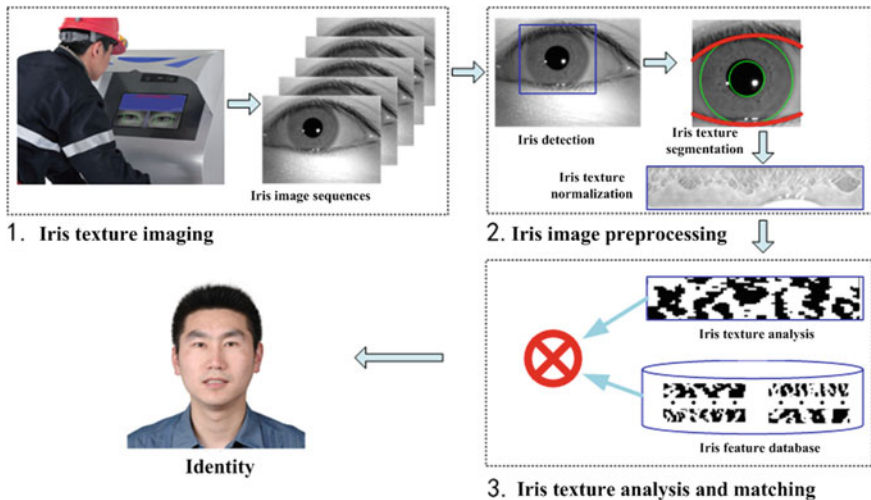 Iris image sequences
1. Iris texture imaging
Iris detection
Iris texture
segmentation
Iris texture
normalization
2. Iris image preprocessing
Iris texture analysis
Iris feature database
3. Iris texture analysis and matching
Identity